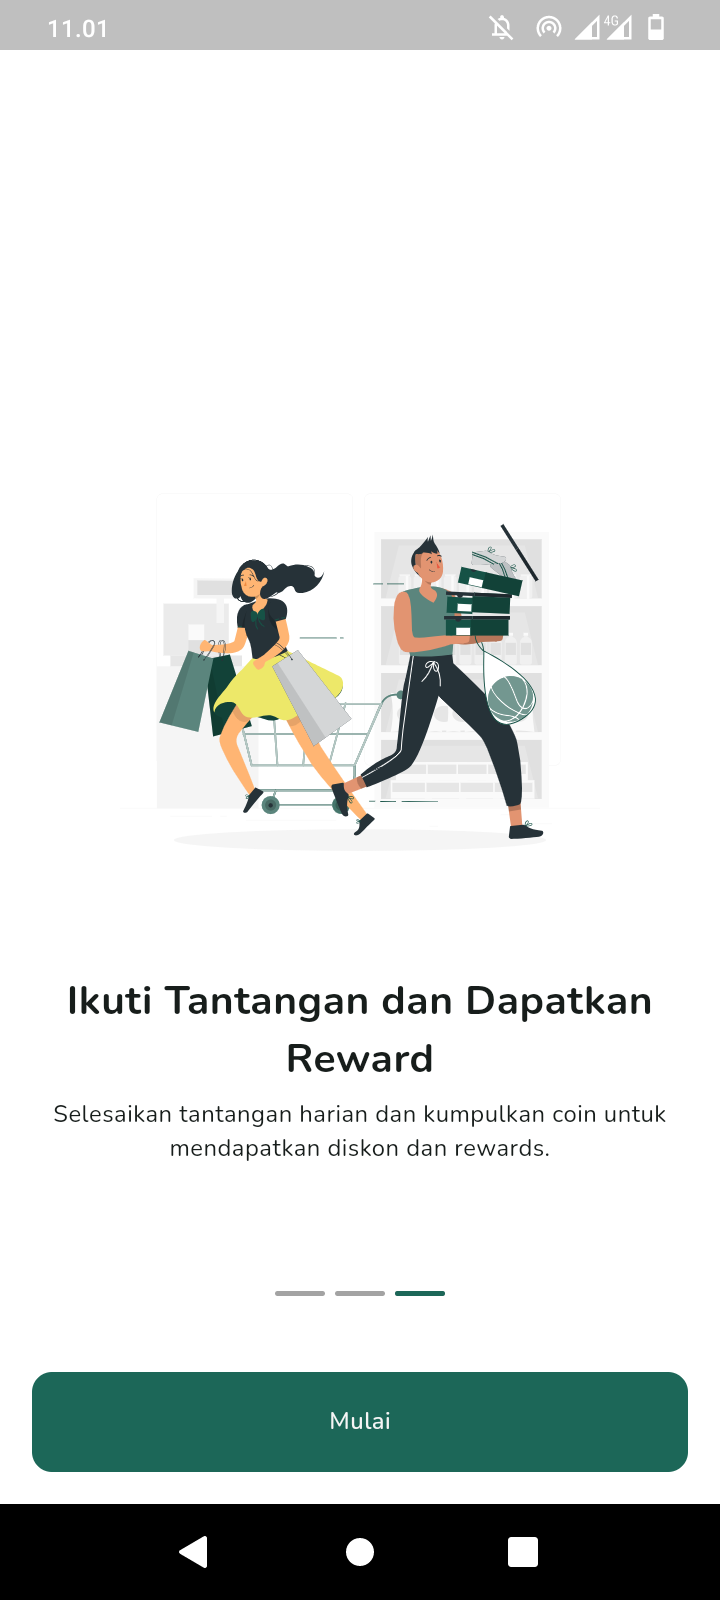 11.01
4G
Ikuti Tantangan dan Dapatkan
Reward
Selesaikan tantangan harian dan kumpulkan coin untuk
mendapatkan diskon dan rewards.
Mulai